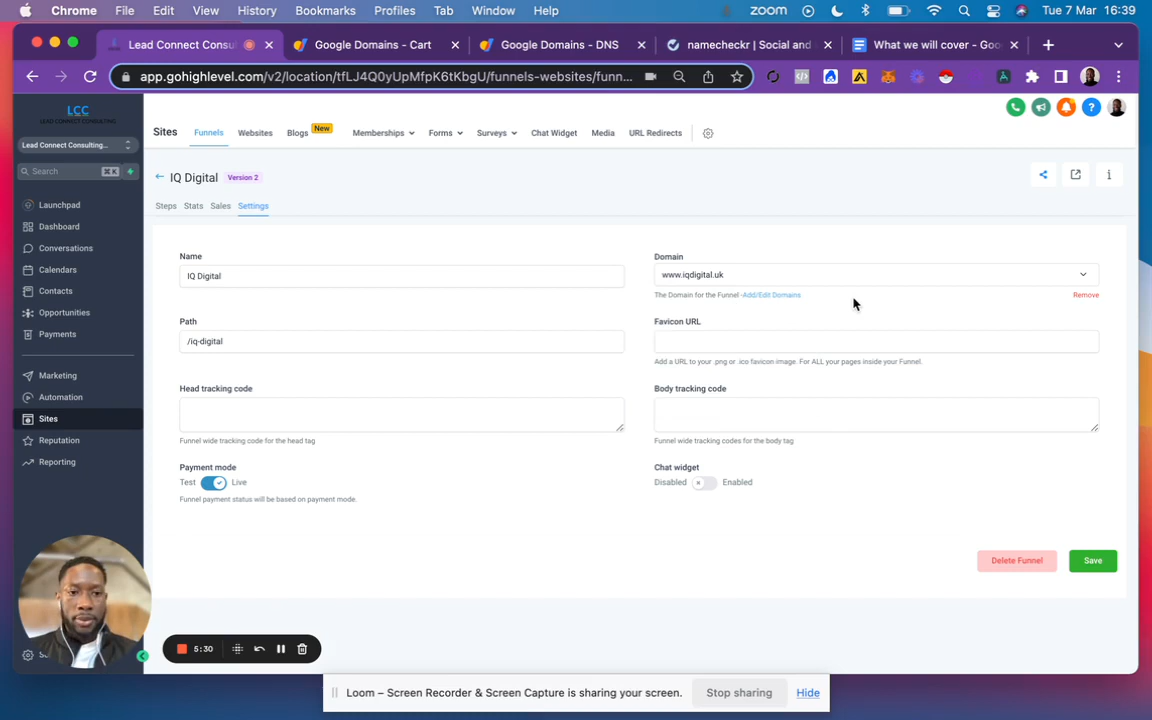 Chrome File Edit View History Bookmarks Profiles Tab Window Help zoom Tue 7 Mar 16:39
Lead Connect Consul Google Domains - Cart Google Domains - DNS namecheckr | Social and What we will cover - Goo
app.gohighlevel.com/v2/location/tfLJ4Q0yUpMfpK6tKbgU/funnels-websites/funn...
LCC
LEAD CONNECT CONSULTING
Lead Connect Consulting...
Search ⌘K
Launchpad
Dashboard
Conversations
Calendars
Contacts
Opportunities
Payments
Marketing
Automation
Sites
Reputation
Reporting
Sites Funnels Websites Blogs New Memberships Forms Surveys Chat Widget Media URL Redirects
IQ Digital Version 2
Steps Stats Sales Settings
Name
IQ Digital
Domain
www.iqdigital.uk
The Domain for the Funnel -Add/Edit Domains Remove
Path
/iq-digital
Favicon URL
Add a URL to your .png or .ico favicon image. For ALL your pages inside your Funnel.
Head tracking code
Funnel wide tracking code for the head tag
Body tracking code
Funnel wide tracking codes for the body tag
Payment mode
Test Live
Funnel payment status will be based on payment mode.
Chat widget
Disabled Enabled
Delete Funnel Save
5:30
Loom – Screen Recorder & Screen Capture is sharing your screen. Stop sharing Hide